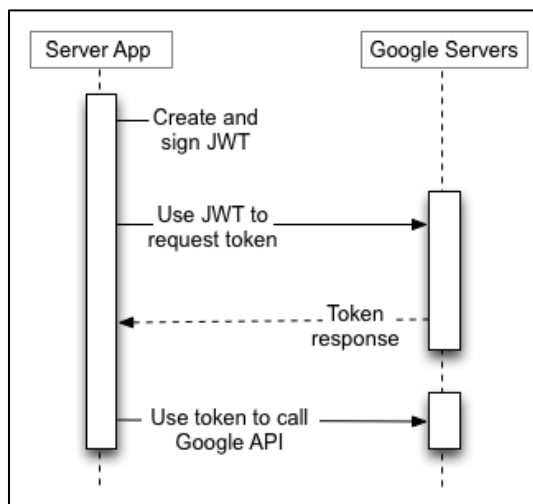 Server App
Google Servers
Create and
sign JWT
Use JWT to
request token
Token
response
Use token to call
Google API